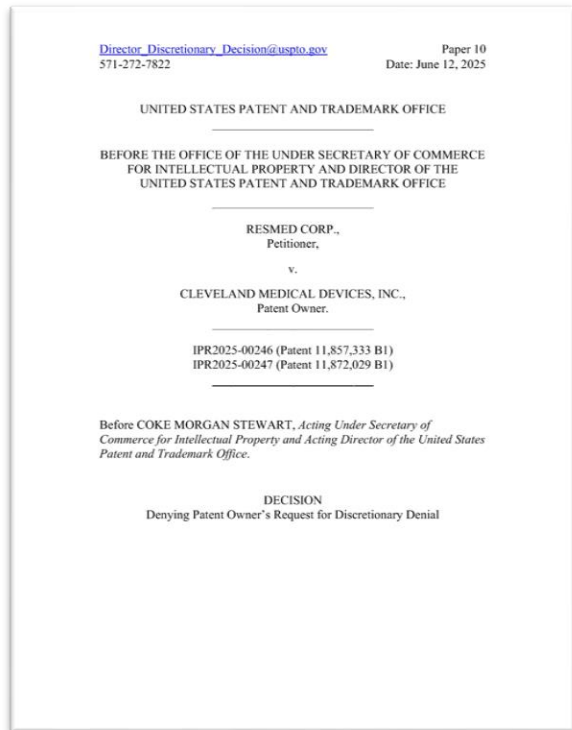 Director_Discretionary_Decision@uspto.gov Paper 10
571-272-7822 Date: June 12, 2025
UNITED STATES PATENT AND TRADEMARK OFFICE
BEFORE THE OFFICE OF THE UNDER SECRETARY OF COMMERCE
FOR INTELLECTUAL PROPERTY AND DIRECTOR OF THE
UNITED STATES PATENT AND TRADEMARK OFFICE
RESMED CORP.,
Petitioner,
v.
CLEVELAND MEDICAL DEVICES, INC.,
Patent Owner.
IPR2025-00246 (Patent 11,857,333 B1)
IPR2025-00247 (Patent 11,872,029 B1)
Before COKE MORGAN STEWART, Acting Under Secretary of
Commerce for Intellectual Property and Acting Director of the United States
Patent and Trademark Office.
DECISION
Denying Patent Owner's Request for Discretionary Denial